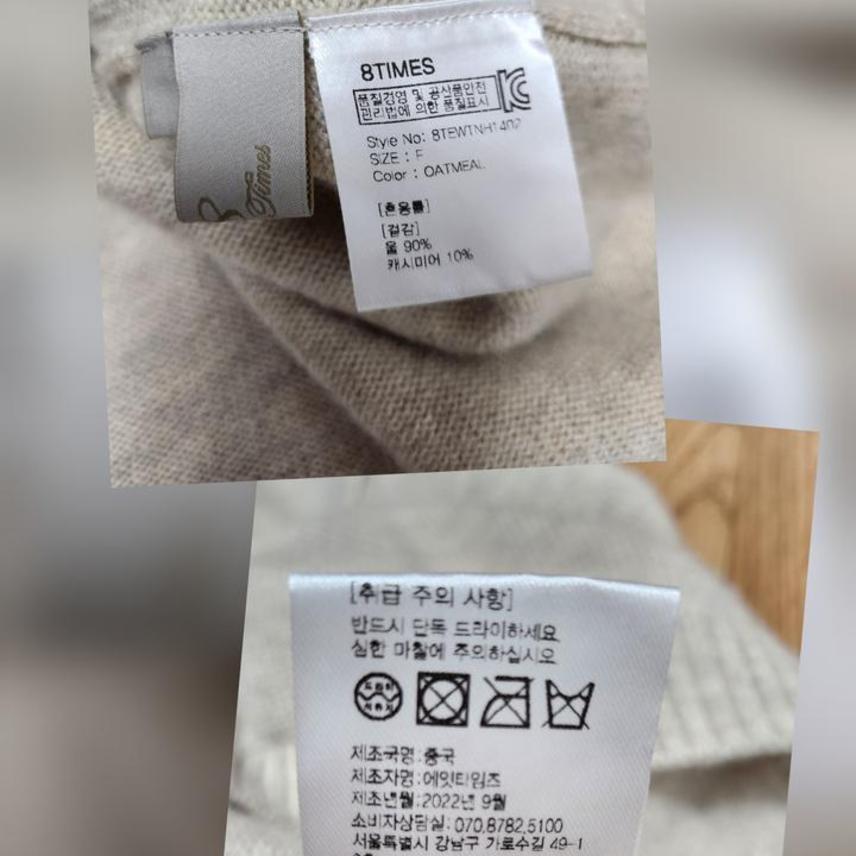 8TIMES
품질경영 및 공산품안전
관리법에 의한 품질표시
Style No: 8TEWTNH1402
SIZE : F
Color : OATMEAL
[혼용률]
[겉감]
울 90%
캐시미어 10%
8 Times
[취급 주의 사항]
반드시 단독 드라이하세요
심한 마찰에 주의하십시오
드라이
제조국명:중국
제조자명:에잇타임즈
제조년월:2022년 9월
소비자상담실: 070.8782.5100
서울특별시 강남구 가로수길 49-1